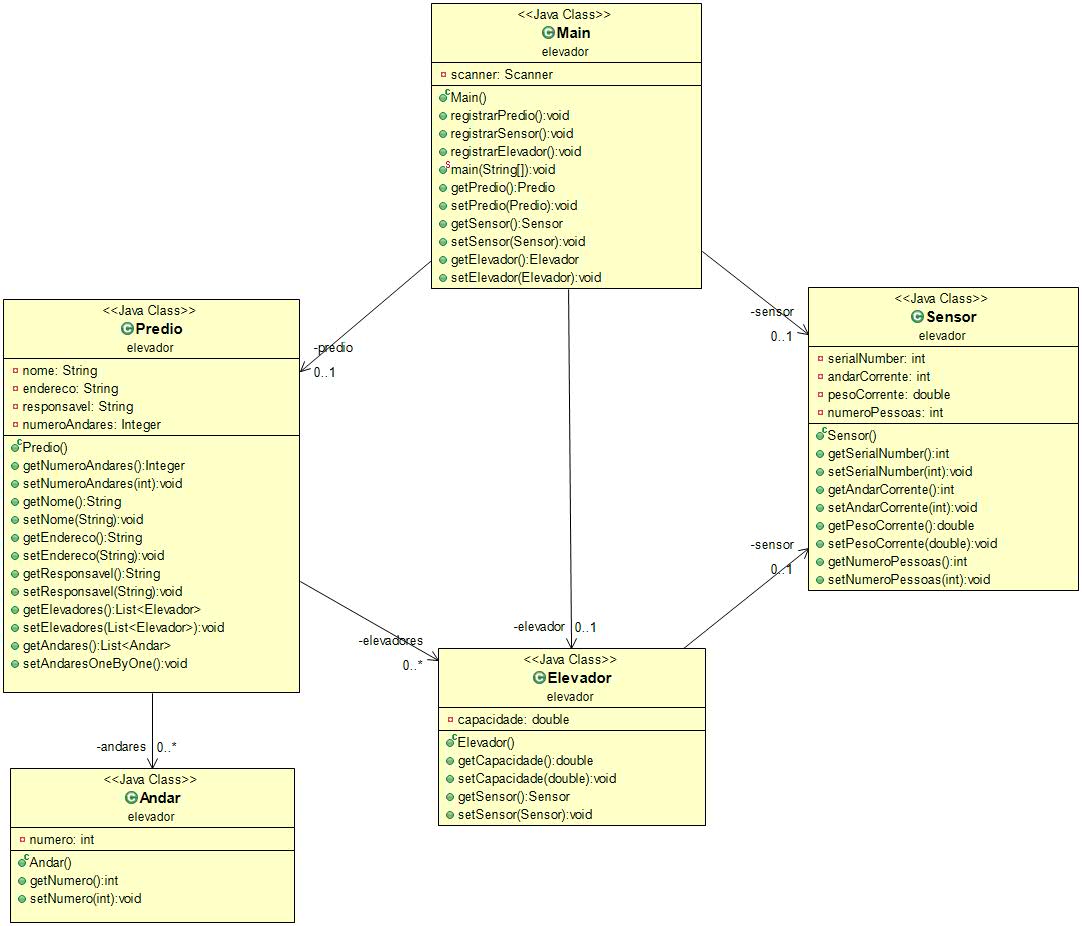 <<Java Class>>
Main
elevador
scanner: Scanner
Main()
registrarPredio():void
registrarSensor():void
registrarElevador():void
main(String[]):void
getPredio():Predio
setPredio(Predio):void
getSensor():Sensor
setSensor(Sensor):void
getElevador():Elevador
setElevador(Elevador):void
-predio
0..1
-sensor
0..1
<<Java Class>>
Predio
elevador
nome: String
endereco: String
responsavel: String
numeroAndares: Integer
Predio()
getNumeroAndares():Integer
setNumeroAndares(int):void
getNome():String
setNome(String):void
getEndereco():String
setEndereco(String):void
getResponsavel():String
setResponsavel(String):void
getElevadores():List<Elevador>
setElevadores(List<Elevador>):void
getAndares():List<Andar>
setAndaresOneByOne():void
<<Java Class>>
Sensor
elevador
serialNumber: int
andarCorrente: int
pesoCorrente: double
numeroPessoas: int
Sensor()
getSerialNumber():int
setSerialNumber(int):void
getAndarCorrente():int
setAndarCorrente(int):void
getPesoCorrente():double
setPesoCorrente(double):void
getNumeroPessoas():int
setNumeroPessoas(int):void
-sensor
0..1
-elevador 0..1
-elevadores
0..*
<<Java Class>>
Elevador
elevador
capacidade: double
Elevador()
getCapacidade():double
setCapacidade(double):void
getSensor():Sensor
setSensor(Sensor):void
-andares 0..*
<<Java Class>>
Andar
elevador
numero: int
Andar()
getNumero():int
setNumero(int):void